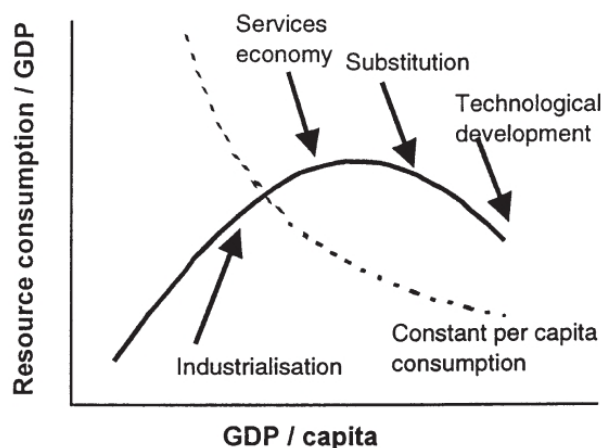 Services
economy
Substitution
Technological
development
Resource consumption / GDP
Industrialisation
Constant per capita
consumption
GDP / capita